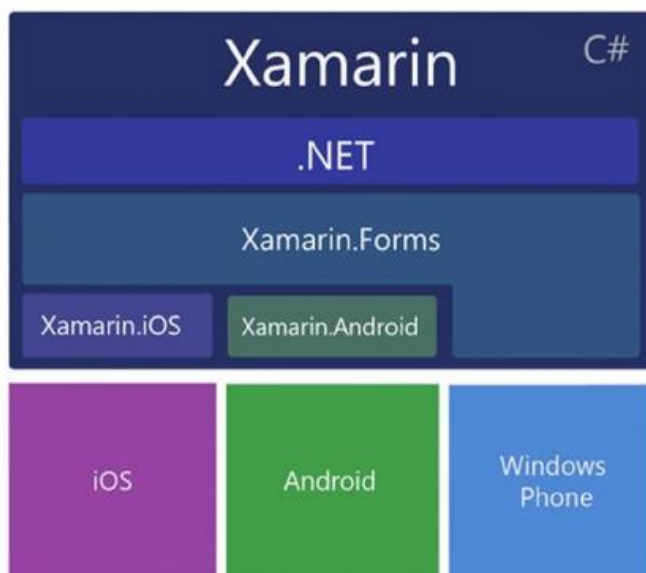 Xamarin
C#
.NET
Xamarin.Forms
Xamarin.iOS
Xamarin.Android
iOS
Android
Windows
Phone